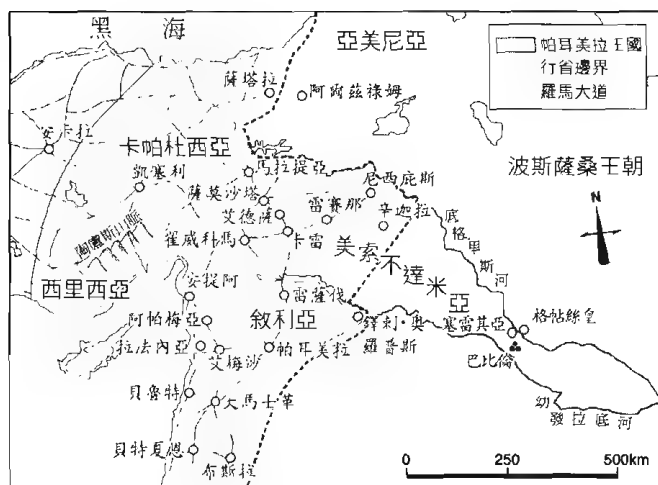 黑海
亞美尼亞
帕耳美拉王國
行省邊界
羅馬大道
薩塔拉
阿爾茲祿姆
安卡拉
卡帕杜西亞
馬拉提亞
波斯薩桑王朝
凱塞利
薩莫沙塔
尼西庇斯
N
艾德薩
雷賽那
辛迦拉
底格里斯河
崔威科馬
卡雷
美索不達米亞
西里西亞
安提阿
雷薩伐
阿帕梅亞
敘利亞
鐸剌・奧
羅普斯
塞雷其亞
格帖絲皇
拉法內亞
艾梅沙
帕耳美拉
巴比倫
貝魯特
大馬士革
幼發拉底河
貝特夏恩
布斯拉
0 250 500km